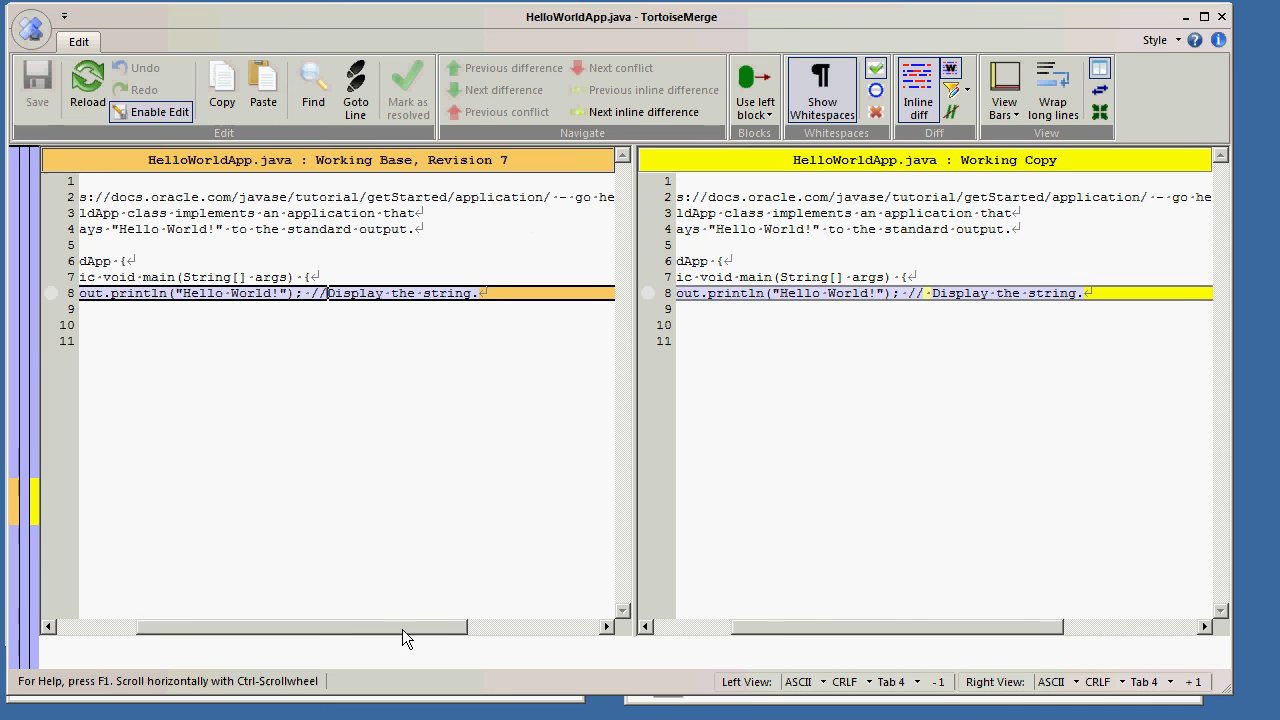 HelloWorldApp.java - TortoiseMerge
Edit
Style
Save
Reload
Undo
Redo
Enable Edit
Copy
Paste
Find
Goto
Line
Mark as
resolved
Edit
Previous difference
Next difference
Previous conflict
Next conflict
Previous inline difference
Next inline difference
Navigate
Use left
block
Blocks
Show
Whitespaces
Whitespaces
Inline
diff
Diff
View
Bars
Wrap
long lines
View
HelloWorldApp.java : Working Base, Revision 7
1
2 s://docs.oracle.com/javase/tutorial/getStarted/application/·-·go·he
3 ldApp·class·implements·an·application·that↵
4 ays·"Hello·World!"·to·the·standard·output.↵
5
6 dApp·{↵
7 ic·void·main(String[]·args)·{↵
8 out.println("Hello·World!");·//Display·the·string.↵
9
10
11
HelloWorldApp.java : Working Copy
1
2 s://docs.oracle.com/javase/tutorial/getStarted/application/·-·go·he
3 ldApp·class·implements·an·application·that↵
4 ays·"Hello·World!"·to·the·standard·output.↵
5
6 dApp·{↵
7 ic·void·main(String[]·args)·{↵
8 out.println("Hello·World!");·//·Display·the·string.↵
9
10
11
For Help, press F1. Scroll horizontally with Ctrl-Scrollwheel
Left View: ASCII CRLF Tab 4 - 1
Right View: ASCII CRLF Tab 4 + 1